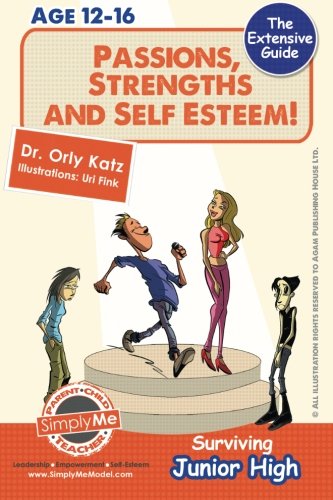 AGE 12-16
The
Extensive
Guide
PASSIONS,
STRENGTHS
AND SELF ESTEEM!
Dr. Orly Katz
Illustrations: Uri Fink
© ALL ILLUSTRATION RIGHTS RESERVED TO AGAM PUBLISHING HOUSE LTD.
PARENT·CHILD
SimplyMe
TEACHER
Leadership•Empowerment•Self-Esteem
www.SimplyMeModel.com
Surviving
Junior High